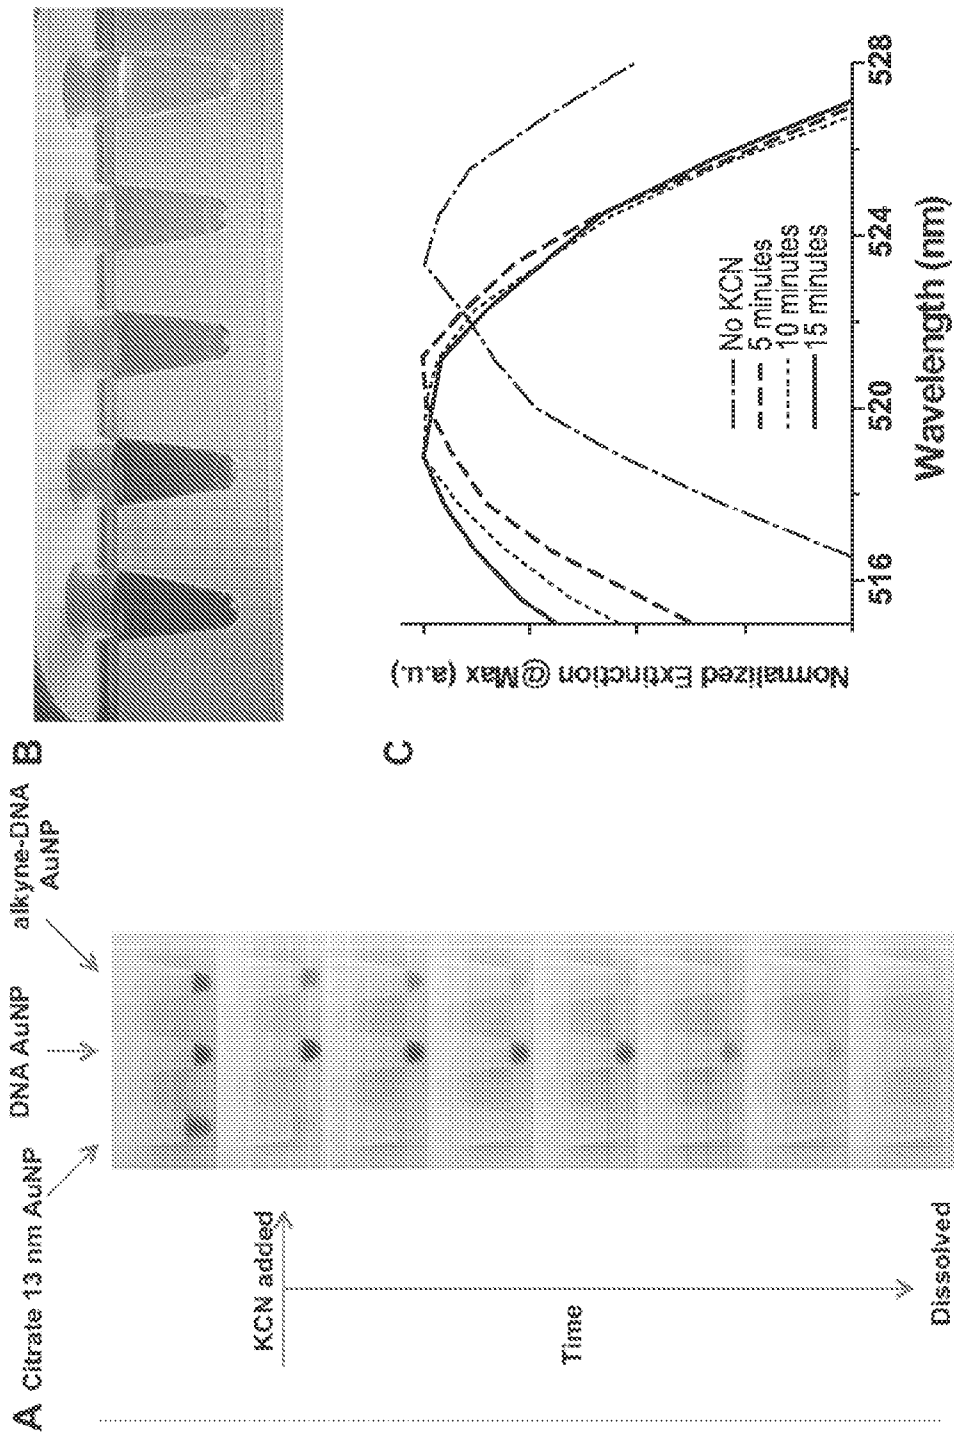 A
Citrate 13 nm AuNP
DNA AuNP
alkyne-DNA
AuNP
KCN added
Time
Dissolved
B
C
Normalized Extinction @Max (a.u.)
No KCN
5 minutes
10 minutes
15 minutes
516
520
524
528
Wavelength (nm)